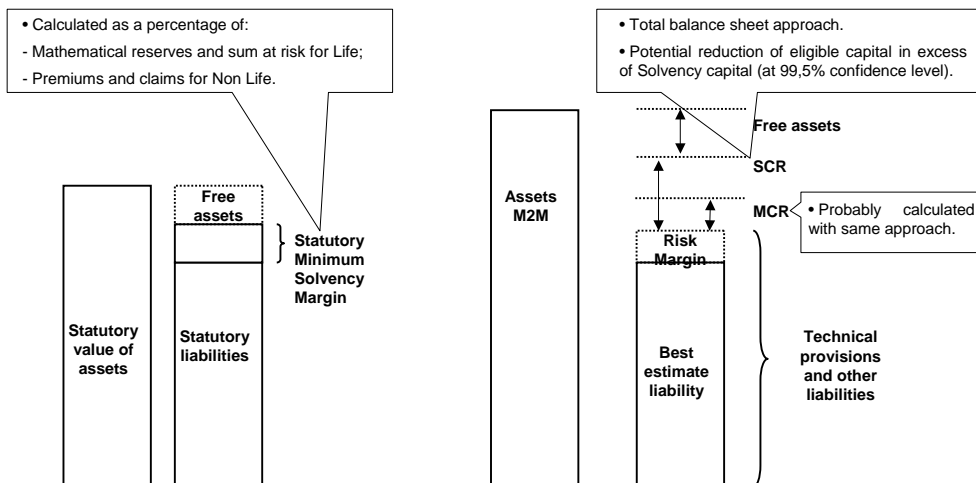 • Calculated as a percentage of:
- Mathematical reserves and sum at risk for Life;
- Premiums and claims for Non Life.
Free
assets
Statutory
Minimum
Solvency
Margin
Statutory
value of
assets
Statutory
liabilities
• Total balance sheet approach.
• Potential reduction of eligible capital in excess
of Solvency capital (at 99,5% confidence level).
Free assets
SCR
Assets
M2M
MCR
• Probably calculated
with same approach.
Risk
Margin
Best
estimate
liability
Technical
provisions
and other
liabilities